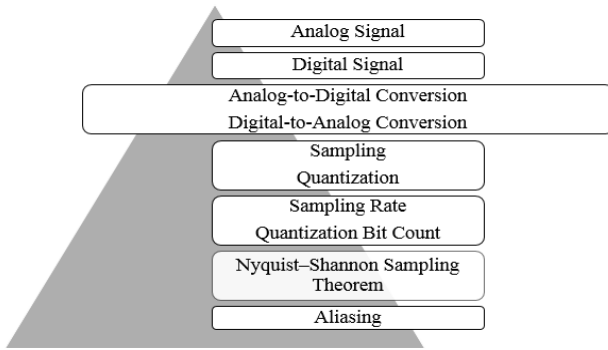 Analog Signal
Digital Signal
Analog-to-Digital Conversion
Digital-to-Analog Conversion
Sampling
Quantization
Sampling Rate
Quantization Bit Count
Nyquist–Shannon Sampling
Theorem
Aliasing